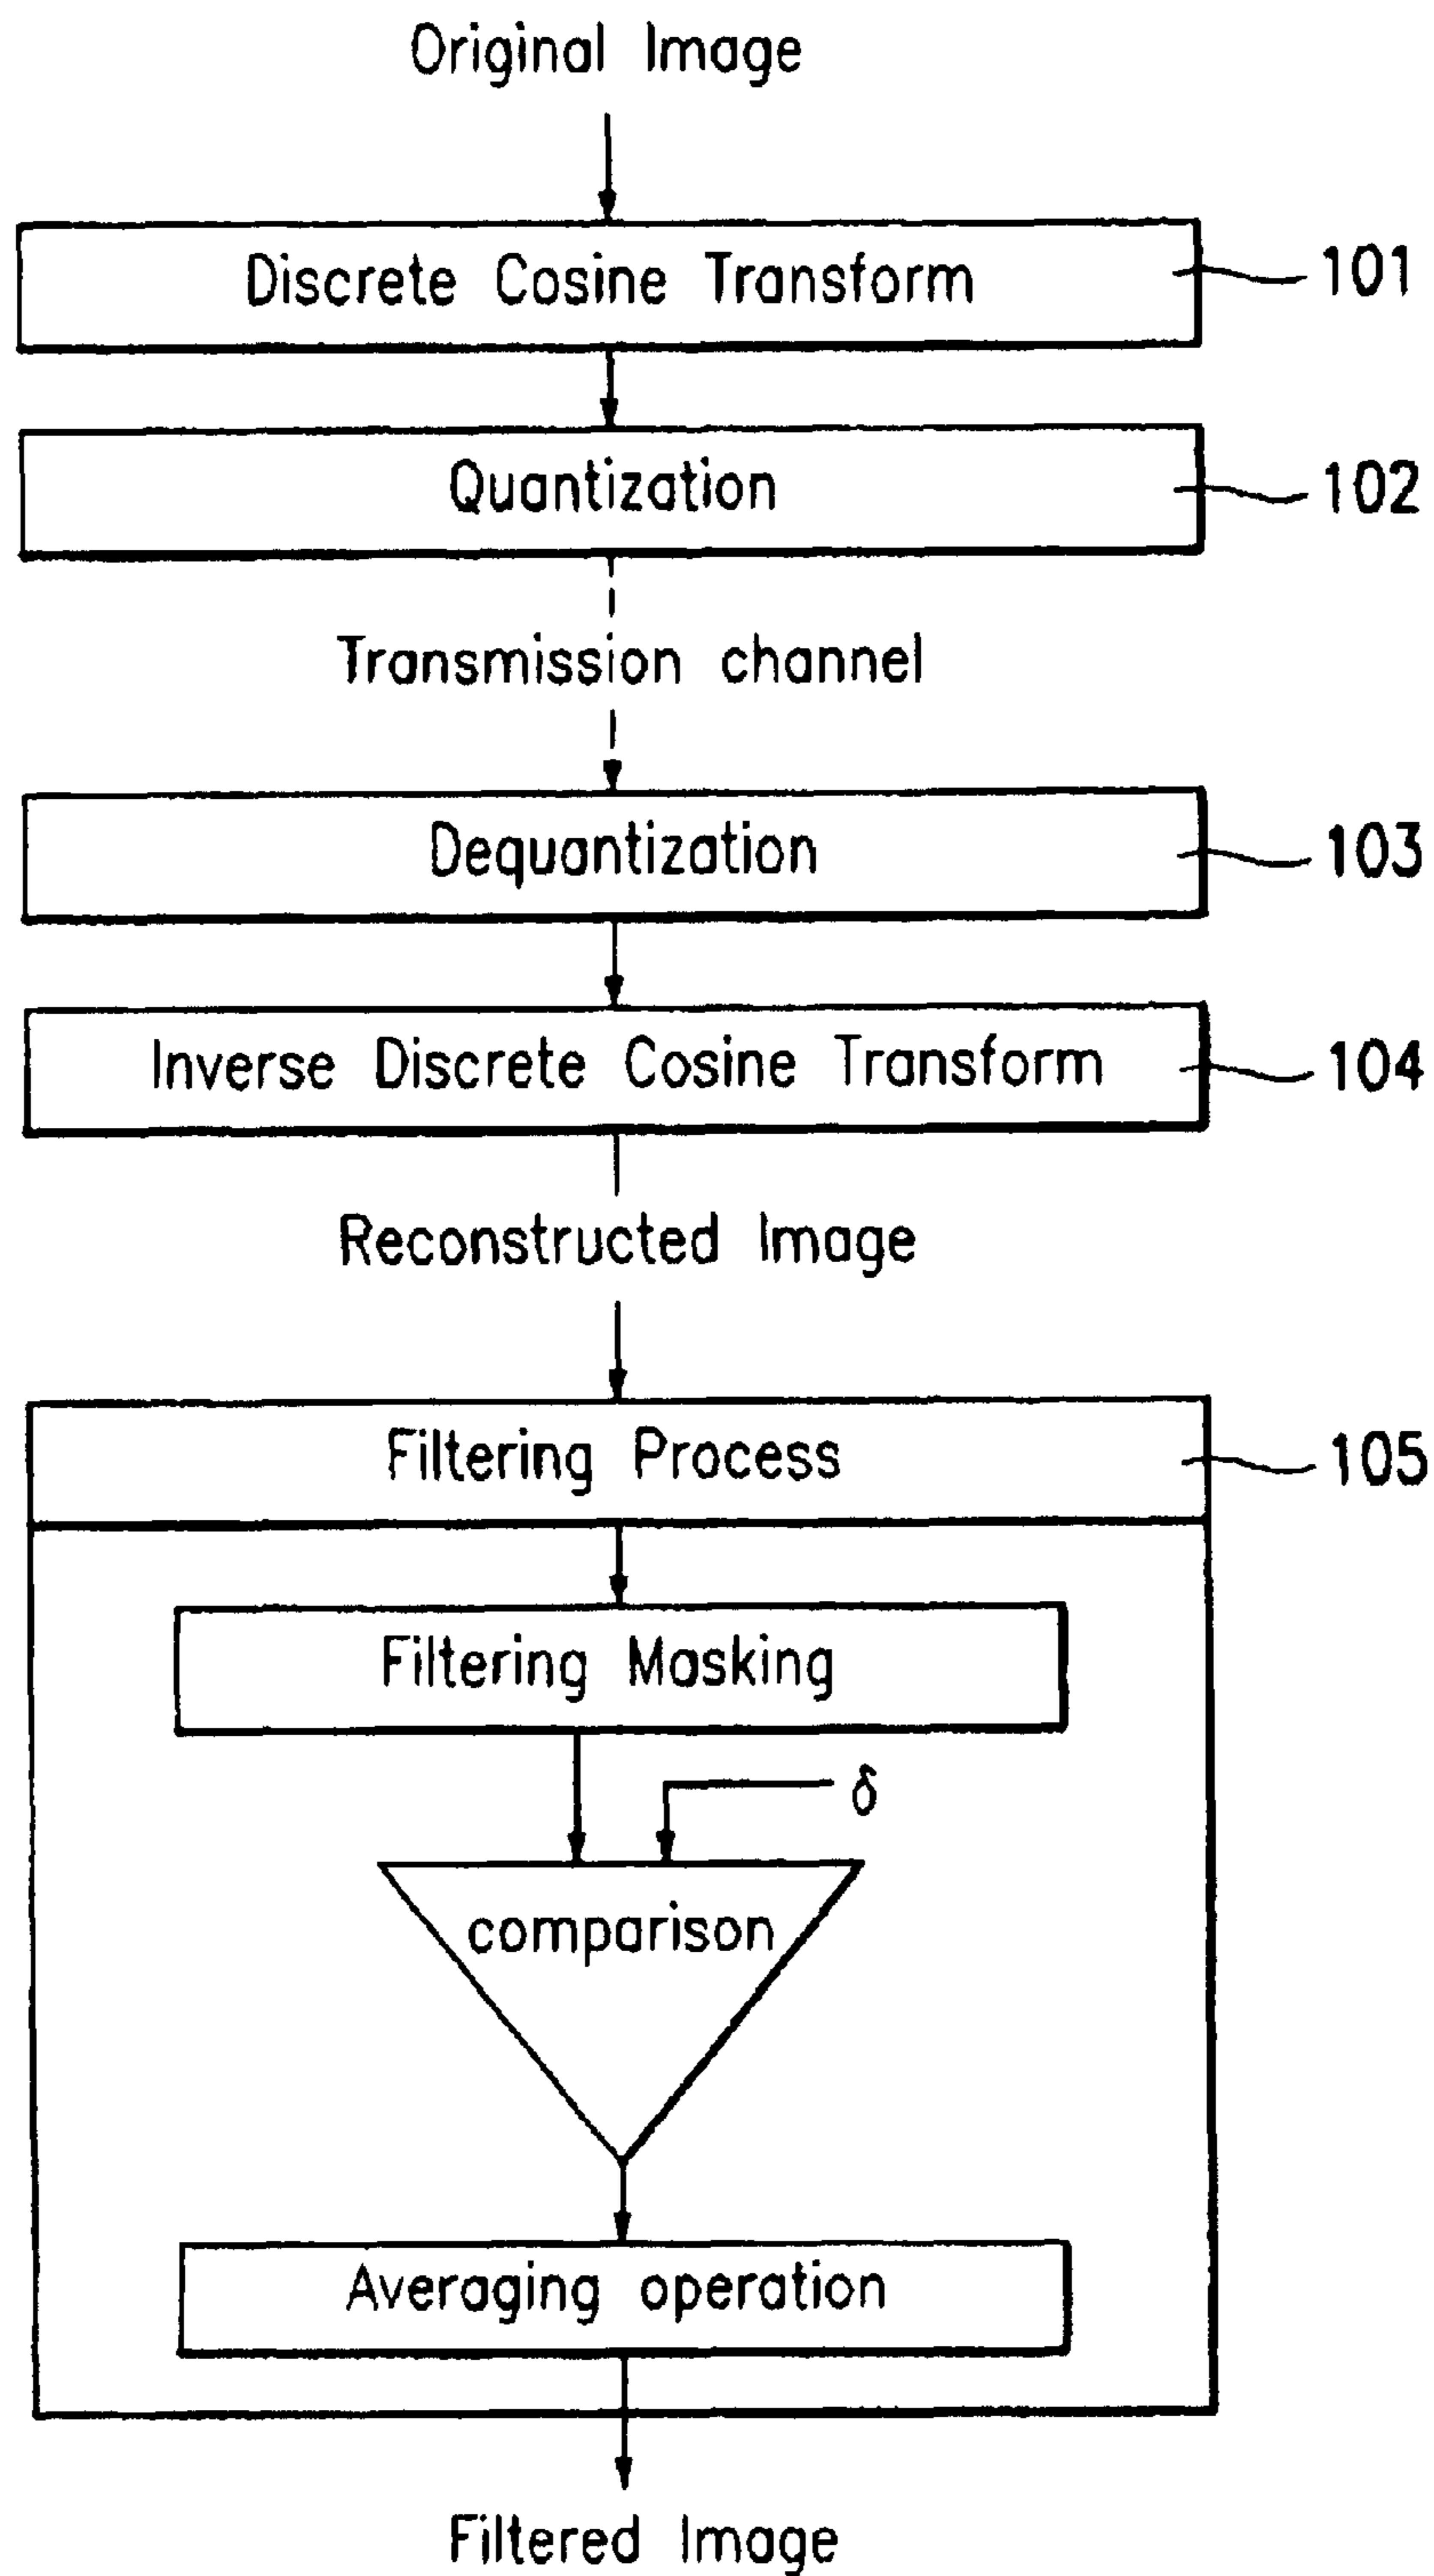 Original Image
Discrete Cosine Transform 101
Quantization 102
Transmission channel
Dequantization 103
Inverse Discrete Cosine Transform 104
Reconstructed Image
Filtering Process 105
Filtering Masking
δ
comparison
Averaging operation
Filtered Image